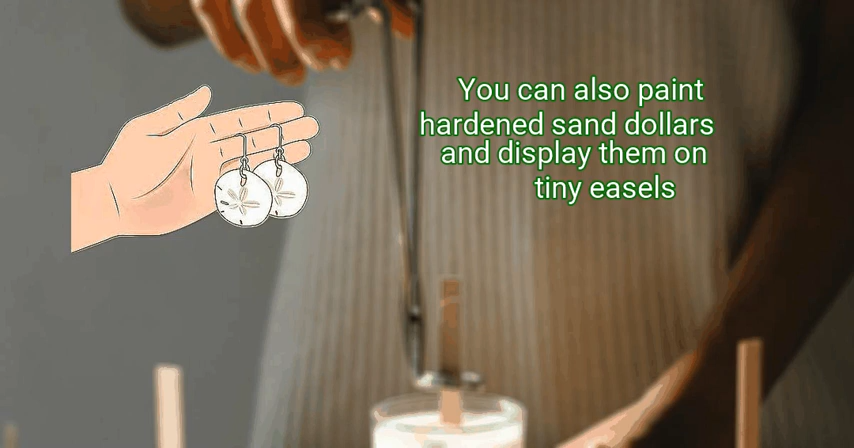 You can also paint
hardened sand dollars
and display them on
tiny easels